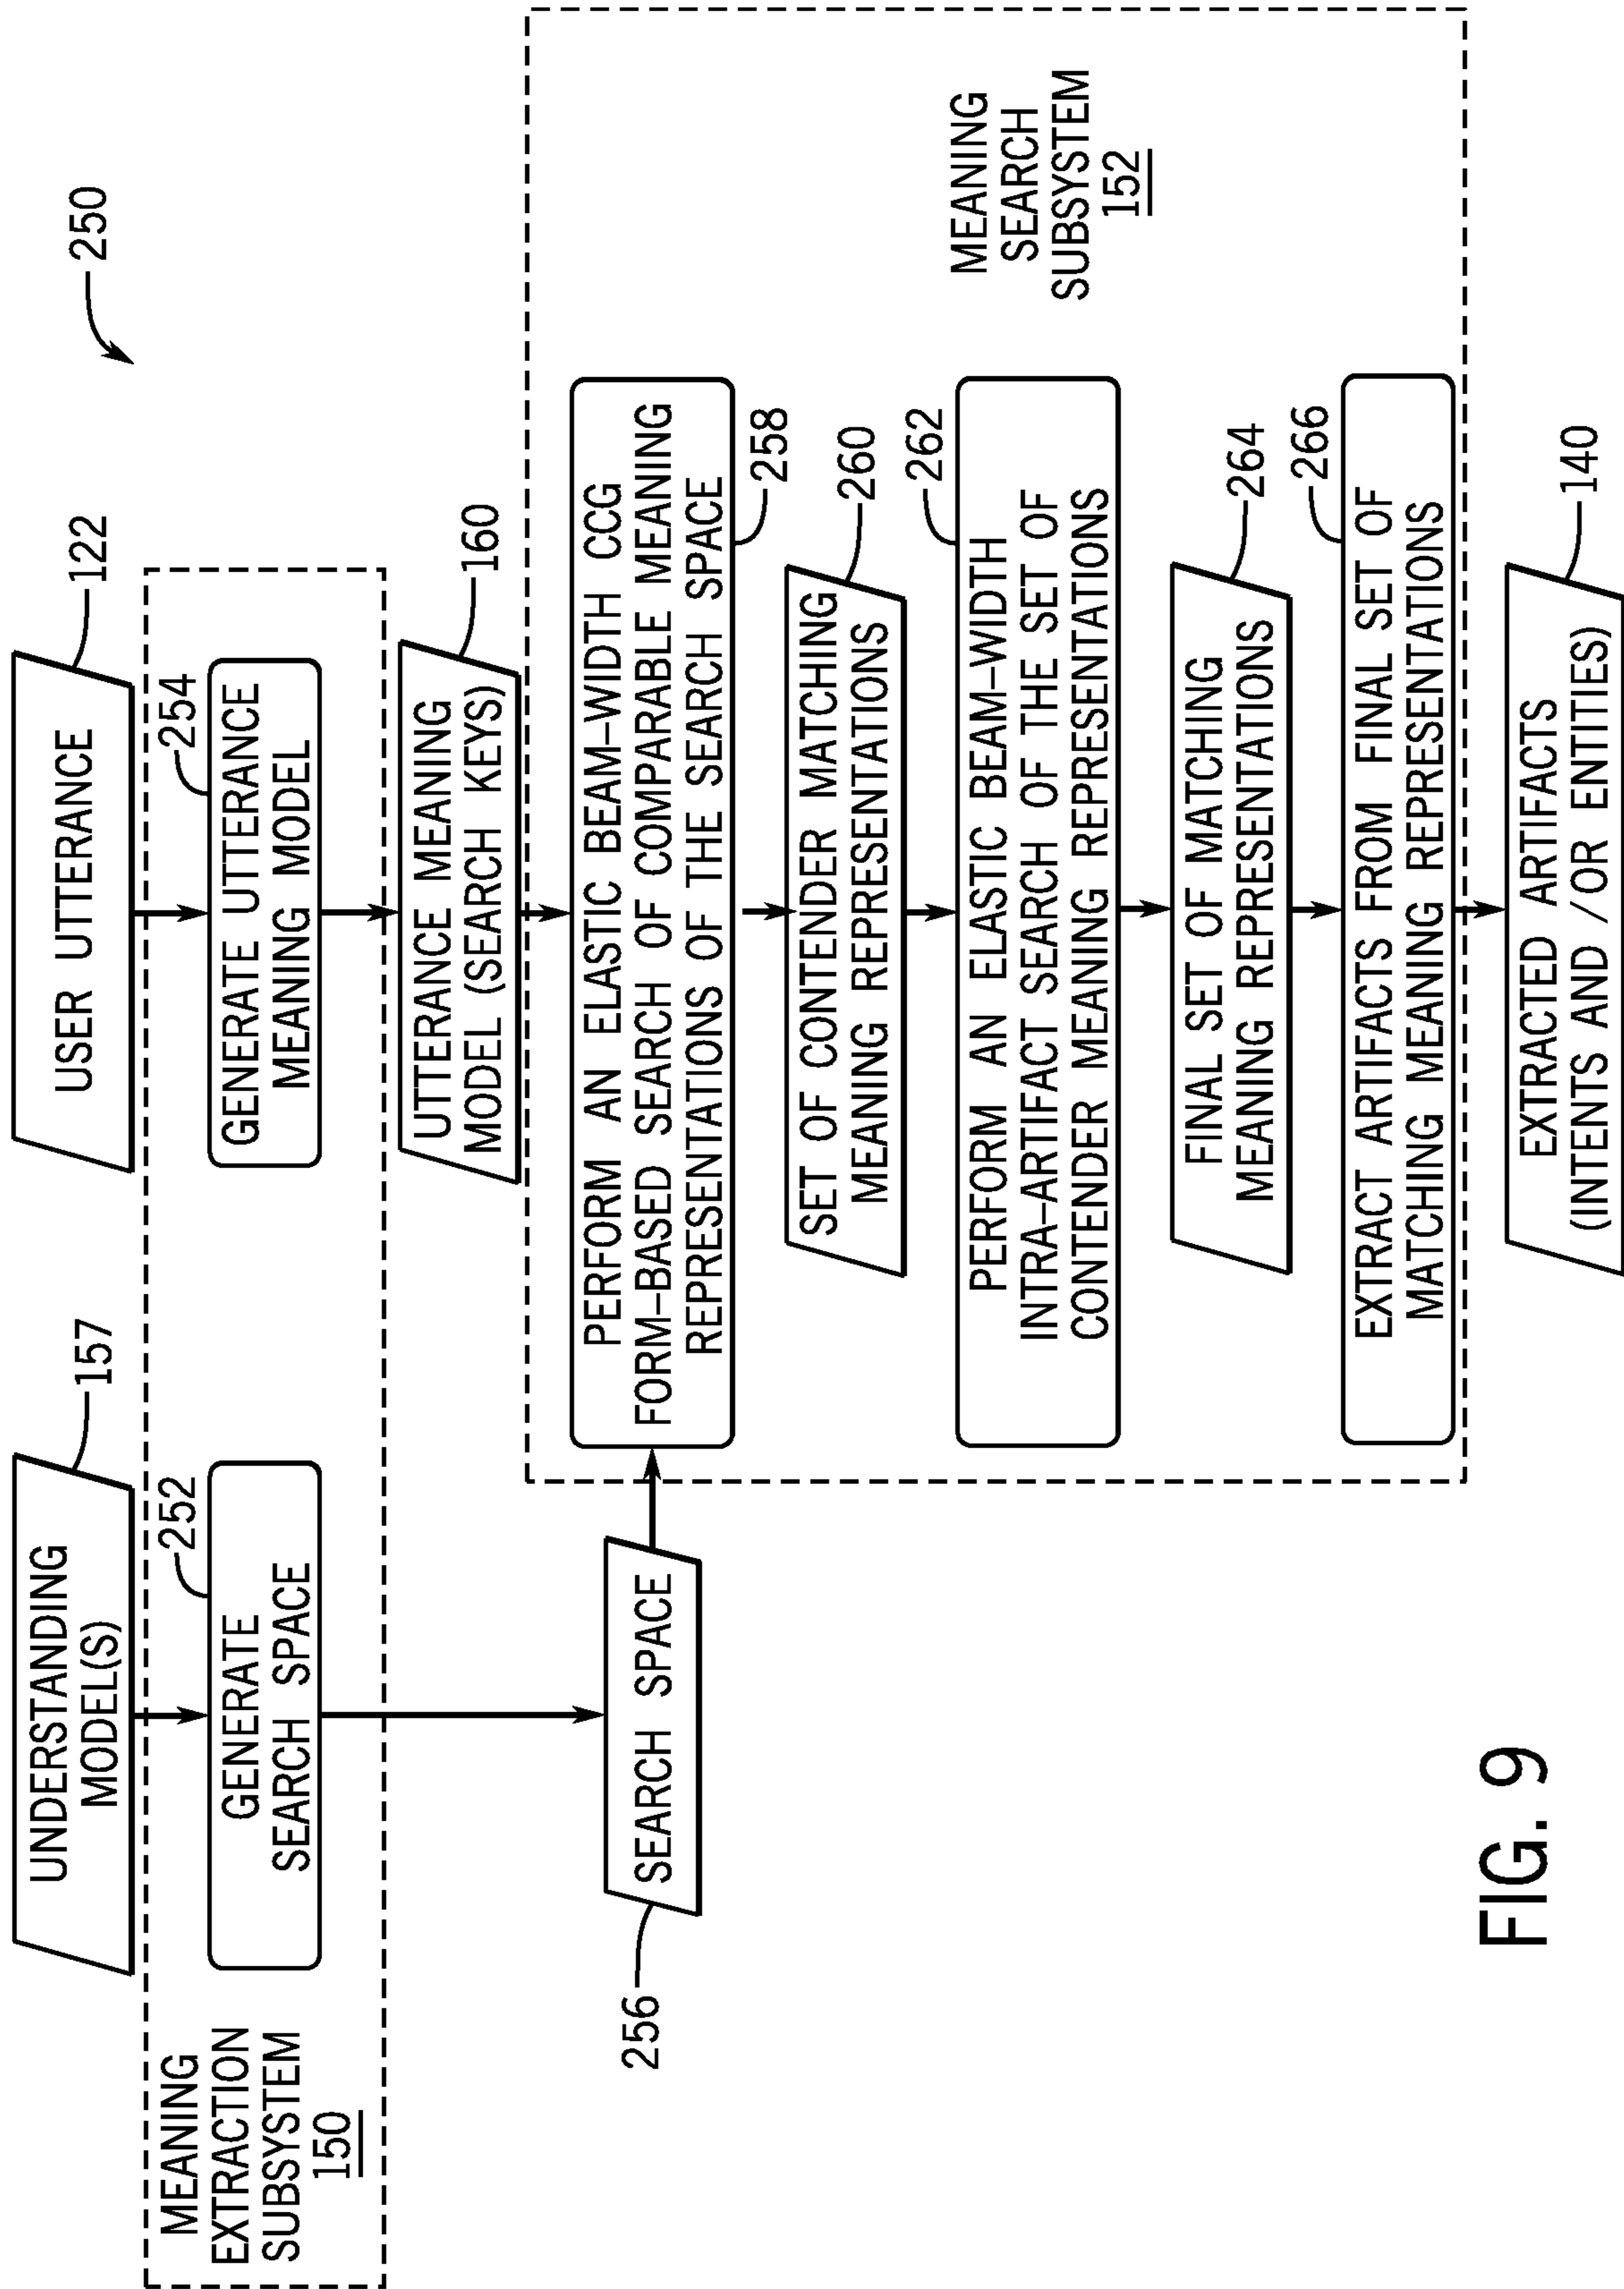 250
UNDERSTANDING
MODEL(S)
157
USER UTTERANCE
122
MEANING
EXTRACTION
SUBSYSTEM
150
252
GENERATE
SEARCH SPACE
254
GENERATE UTTERANCE
MEANING MODEL
UTTERANCE MEANING
MODEL (SEARCH KEYS)
160
256
SEARCH SPACE
PERFORM AN ELASTIC BEAM-WIDTH CCG
FORM-BASED SEARCH OF COMPARABLE MEANING
REPRESENTATIONS OF THE SEARCH SPACE
258
SET OF CONTENDER MATCHING
MEANING REPRESENTATIONS
260
MEANING
SEARCH
SUBSYSTEM
152
262
PERFORM AN ELASTIC BEAM-WIDTH
INTRA-ARTIFACT SEARCH OF THE SET OF
CONTENDER MEANING REPRESENTATIONS
FINAL SET OF MATCHING
MEANING REPRESENTATIONS
264
266
EXTRACT ARTIFACTS FROM FINAL SET OF
MATCHING MEANING REPRESENTATIONS
EXTRACTED ARTIFACTS
(INTENTS AND /OR ENTITIES)
140
FIG. 9